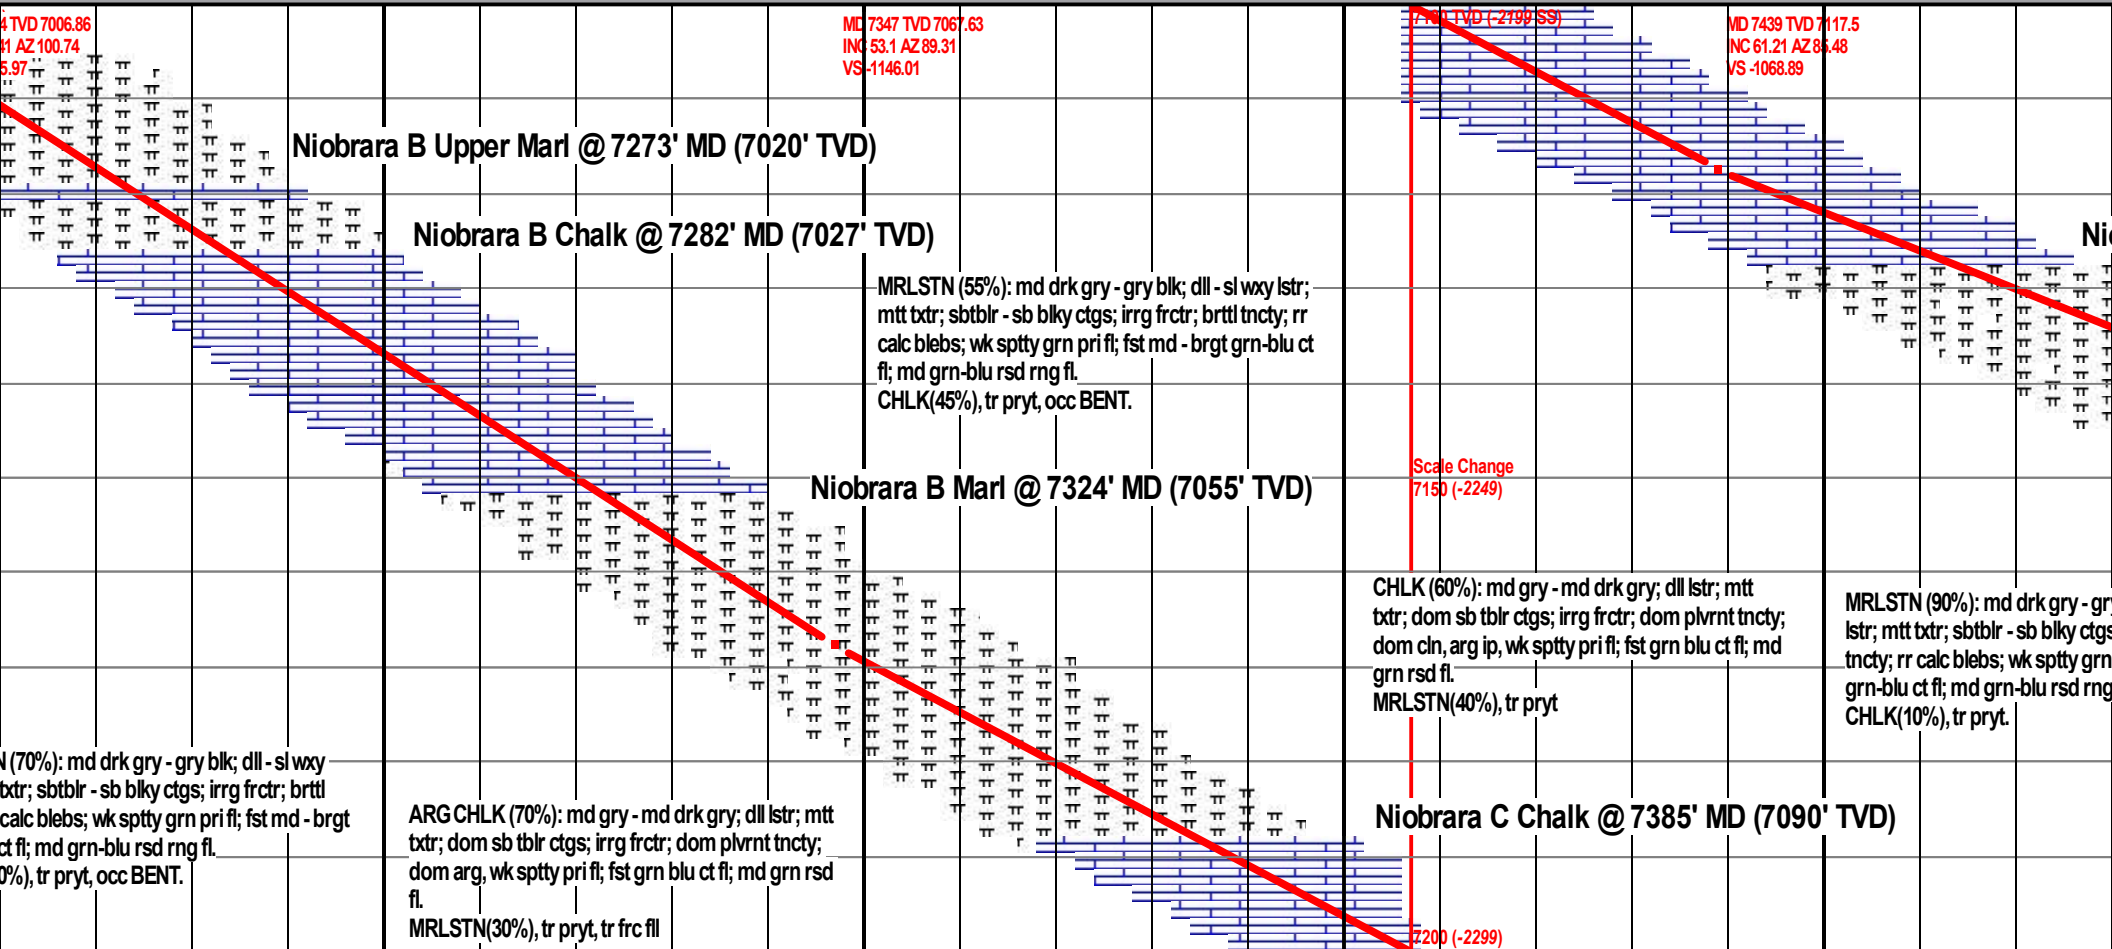 4 TVD 7006.86
41 AZ 100.74
5.97
MD 7347 TVD 7067.63
INC 53.1 AZ 89.31
VS -1146.01
7100 TVD (-2199 SS)
MD 7439 TVD 7117.5
INC 61.21 AZ 85.48
VS -1068.89
Niobrara B Upper Marl @ 7273' MD (7020' TVD)
Niobrara B Chalk @ 7282' MD (7027' TVD)
Nio
MRLSTN (55%): md drk gry - gry blk; dll - sl wxy lstr;
mtt txtr; sbtblr - sb blky ctgs; irrg frctr; brttl tncty; rr
calc blebs; wk sptty grn pri fl; fst md - brgt grn-blu ct
fl; md grn-blu rsd rng fl.
CHLK(45%), tr pryt, occ BENT.
Scale Change
7150 (-2249)
Niobrara B Marl @ 7324' MD (7055' TVD)
CHLK (60%): md gry - md drk gry; dll lstr; mtt
txtr; dom sb tblr ctgs; irrg frctr; dom plvrnt tncty;
dom cln, arg ip, wk sptty pri fl; fst grn blu ct fl; md
grn rsd fl.
MRLSTN(40%), tr pryt
MRLSTN (90%): md drk gry - gry
lstr; mtt txtr; sbtblr - sb blky ctgs
tncty; rr calc blebs; wk sptty grn
grn-blu ct fl; md grn-blu rsd rng
CHLK(10%), tr pryt.
N (70%): md drk gry - gry blk; dll - sl wxy
txtr; sbtblr - sb blky ctgs; irrg frctr; brttl
calc blebs; wk sptty grn pri fl; fst md - brgt
ct fl; md grn-blu rsd rng fl.
0%), tr pryt, occ BENT.
ARG CHLK (70%): md gry - md drk gry; dll lstr; mtt
txtr; dom sb tblr ctgs; irrg frctr; dom plvrnt tncty;
dom arg, wk sptty pri fl; fst grn blu ct fl; md grn rsd
fl.
MRLSTN(30%), tr pryt, tr frc fll
Niobrara C Chalk @ 7385' MD (7090' TVD)
7200 (-2299)